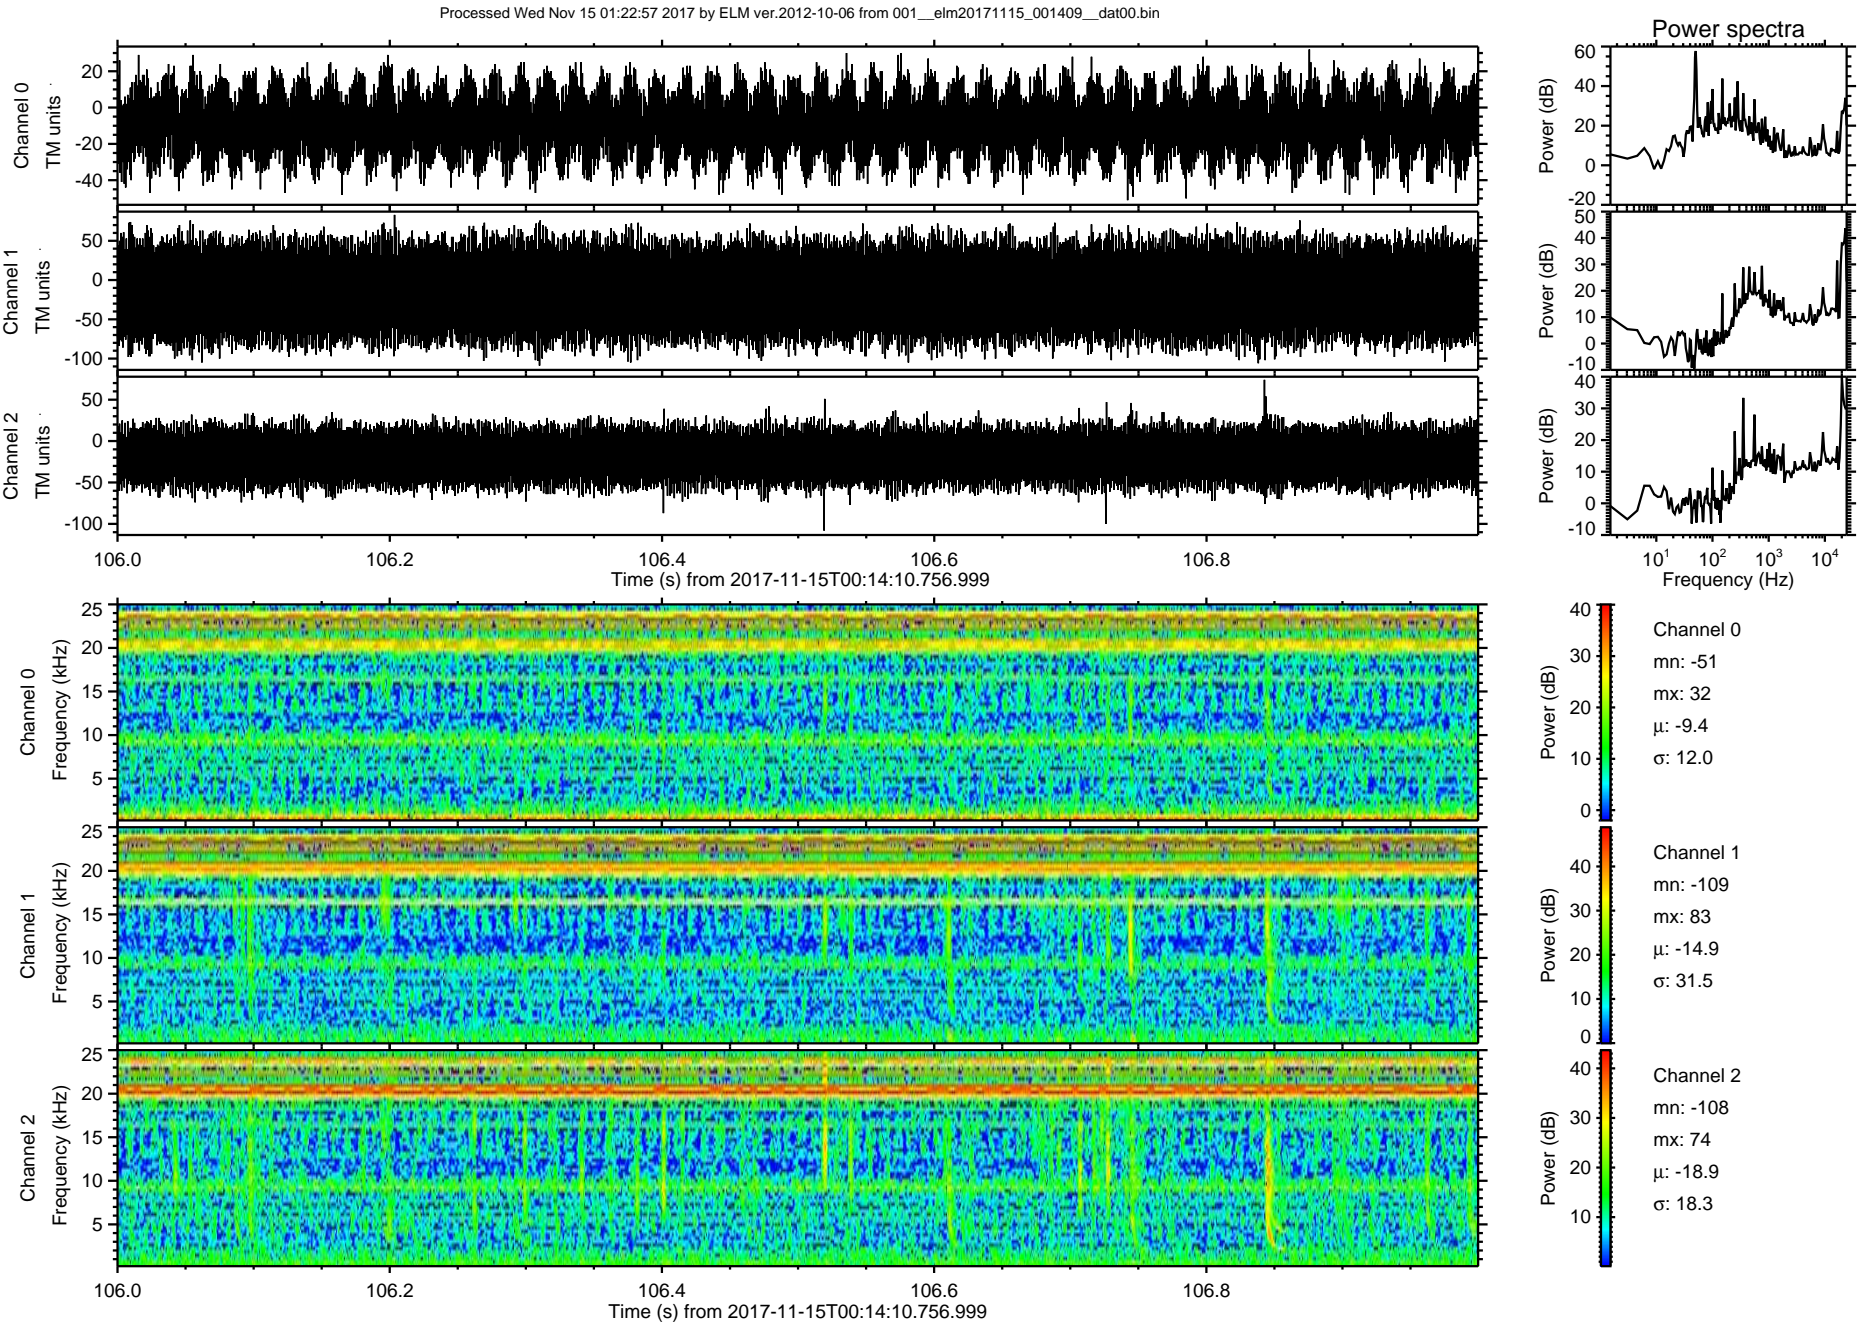 Processed Wed Nov 15 01:22:57 2017 by ELM ver.2012-10-06 from 001__elm20171115_001409__dat00.bin
Power spectra
Channel 0
TM units
20
0
-20
-40
Power (dB)
60
40
20
0
-20
Channel 1
TM units
50
0
-50
-100
Power (dB)
50
40
30
20
10
0
-10
Channel 2
TM units
50
0
-50
-100
Power (dB)
40
30
20
10
0
-10
106.0 106.2 106.4 106.6 106.8
Time (s) from 2017-11-15T00:14:10.756.999
10^1 10^2 10^3 10^4
Frequency (Hz)
Channel 0
Frequency (kHz)
25
20
15
10
5
Power (dB)
40
30
20
10
0
Channel 0
mn: -51
mx: 32
μ: -9.4
σ: 12.0
Channel 1
Frequency (kHz)
25
20
15
10
5
Power (dB)
40
30
20
10
0
Channel 1
mn: -109
mx: 83
μ: -14.9
σ: 31.5
Channel 2
Frequency (kHz)
25
20
15
10
5
Power (dB)
40
30
20
10
Channel 2
mn: -108
mx: 74
μ: -18.9
σ: 18.3
106.0 106.2 106.4 106.6 106.8
Time (s) from 2017-11-15T00:14:10.756.999